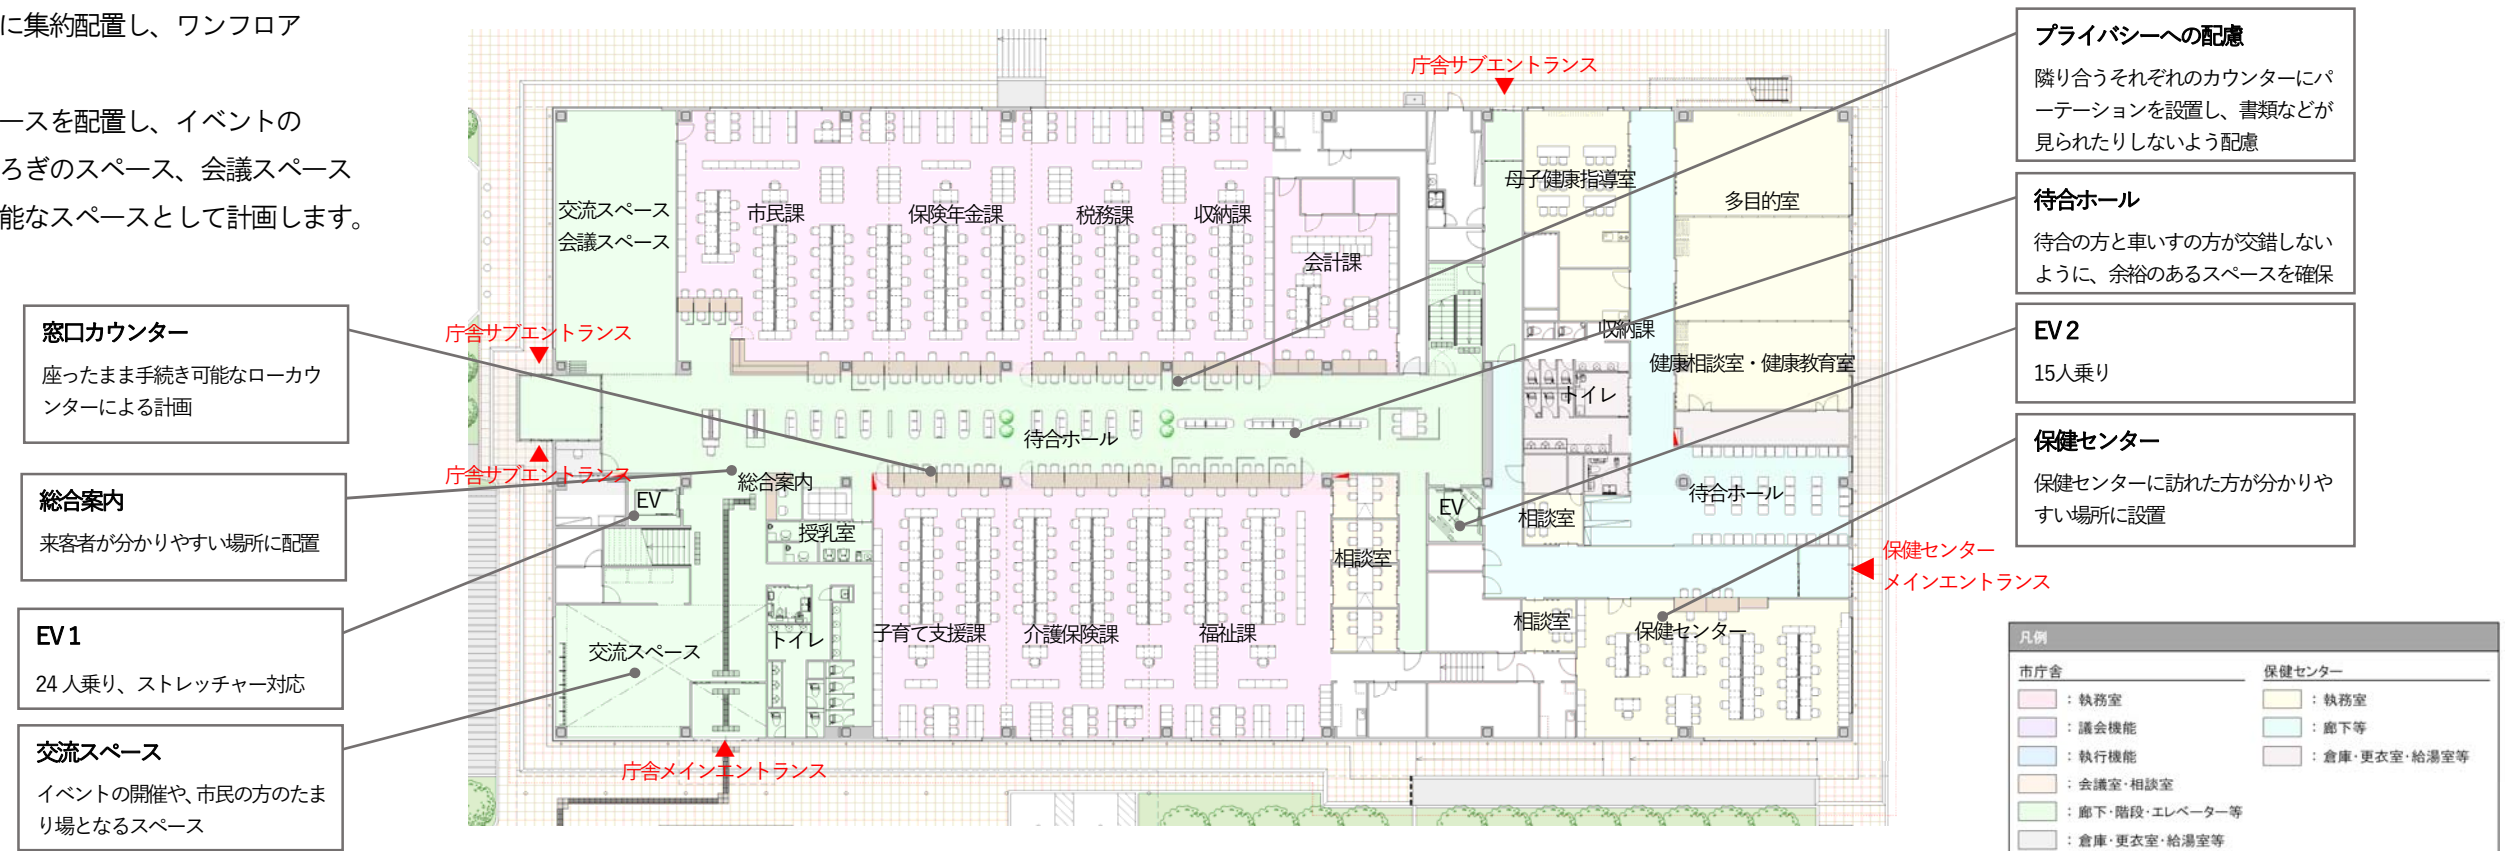 に集約配置し、ワンフロア
ースを配置し、イベントの
ろぎのスペース、会議スペース
能なスペースとして計画します。
窓口カウンター
座ったまま手続き可能なローカウ
ンターによる計画
総合案内
来客者が分かりやすい場所に配置
EV 1
24 人乗り、ストレッチャー対応
交流スペース
イベントの開催や、市民の方のたま
り場となるスペース
庁舎サブエントランス
交流スペース
会議スペース
市民課
保険年金課
税務課
収納課
会計課
母子健康指導室
多目的室
収納課
健康相談室・健康教育室
トイレ
庁舎サブエントランス
庁舎サブエントランス
待合ホール
総合案内
EV
授乳室
EV
相談室
待合ホール
相談室
子育て支援課
介護保険課
福祉課
トイレ
交流スペース
相談室
保健センター
庁舎メインエントランス
保健センター
メインエントランス
プライバシーへの配慮
隣り合うそれぞれのカウンターにパ
ーテーションを設置し、書類などが
見られたりしないよう配慮
待合ホール
待合の方と車いすの方が交錯しない
ように、余裕のあるスペースを確保
EV 2
15人乗り
保健センター
保健センターに訪れた方が分かりや
すい場所に設置
凡例
市庁舎
：執務室
：議会機能
：執行機能
：会議室・相談室
：廊下・階段・エレベーター等
：倉庫・更衣室・給湯室等
保健センター
：執務室
：廊下等
：倉庫・更衣室・給湯室等